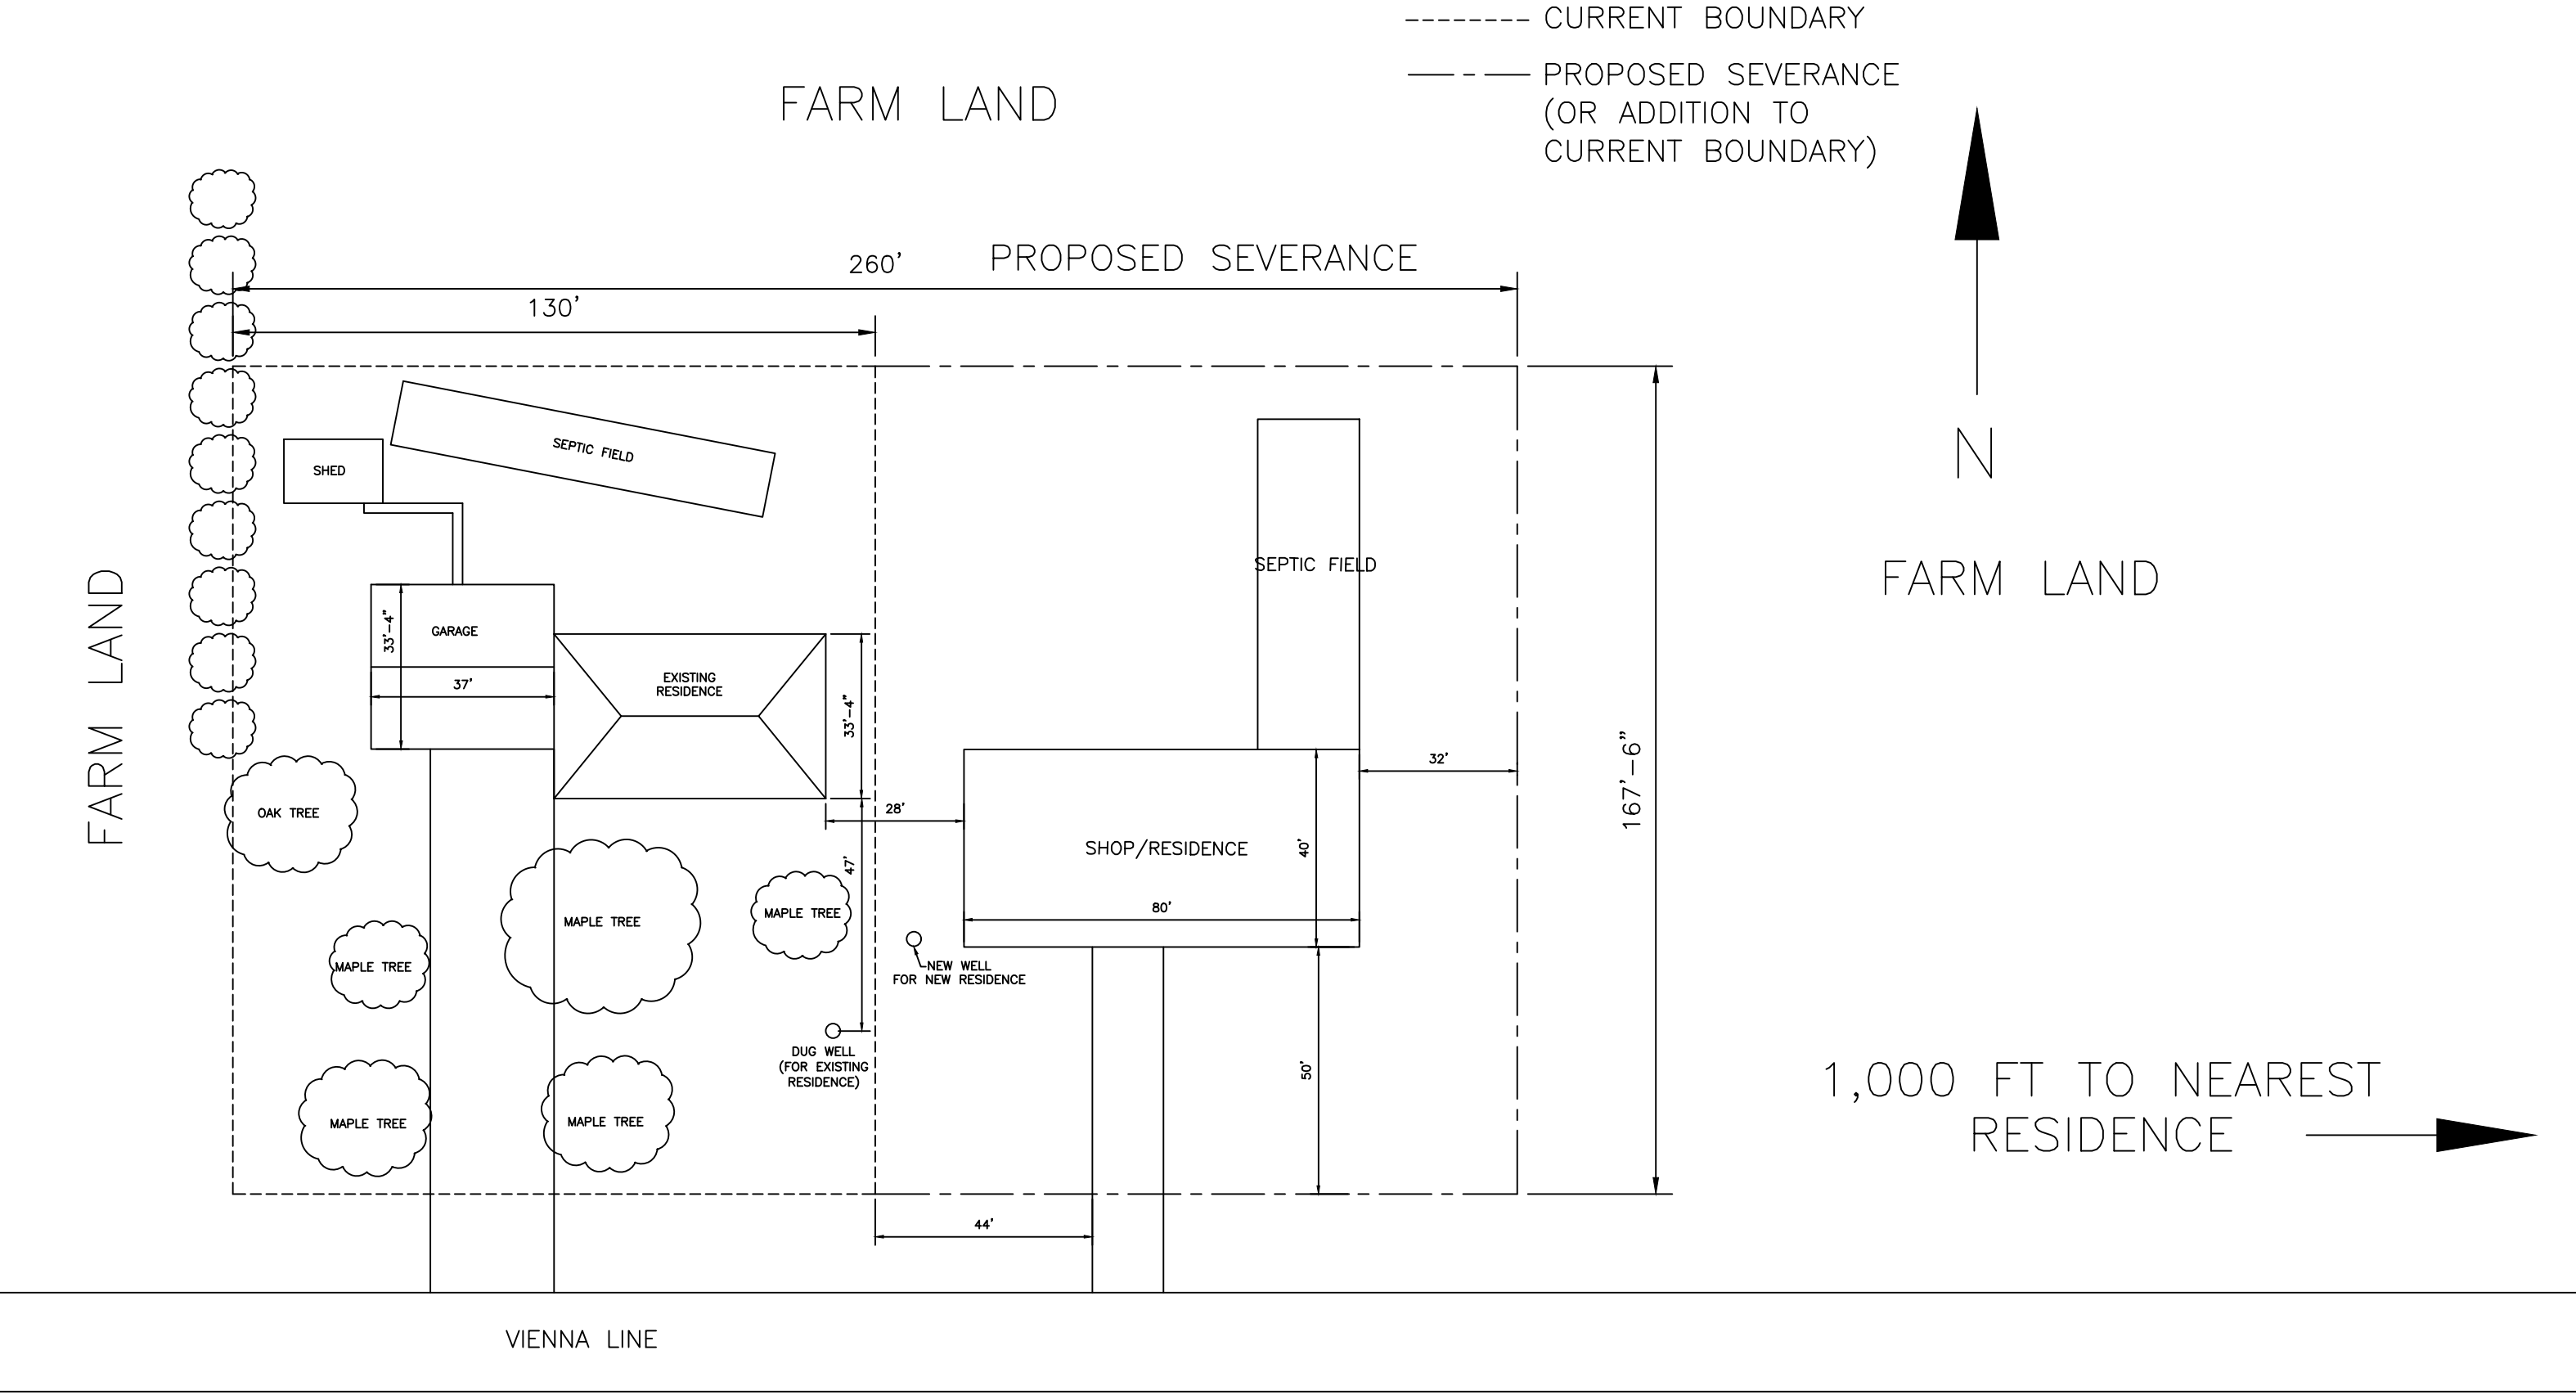 CURRENT BOUNDARY
PROPOSED SEVERANCE
(OR ADDITION TO
CURRENT BOUNDARY)
FARM LAND
260'
PROPOSED SEVERANCE
130'
SEPTIC FIELD
SHED
N
SEPTIC FIELD
FARM LAND
FARM LAND
GARAGE
33'-4"
37'
EXISTING
RESIDENCE
33'-4"
32'
167'-6"
28'
OAK TREE
47'
SHOP/RESIDENCE
40'
80'
MAPLE TREE
MAPLE TREE
MAPLE TREE
NEW WELL
FOR NEW RESIDENCE
DUG WELL
(FOR EXISTING
RESIDENCE)
50'
1,000 FT TO NEAREST
RESIDENCE
MAPLE TREE
MAPLE TREE
44'
VIENNA LINE